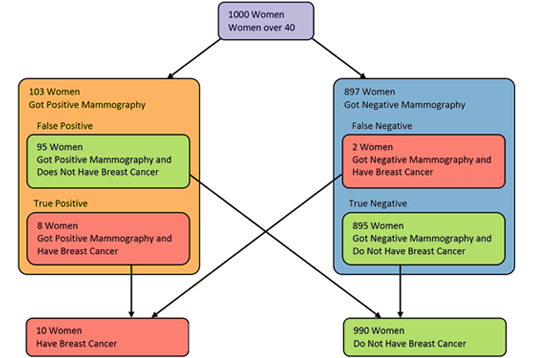 1000 Women
Women over 40
103 Women
Got Positive Mammography
False Positive
95 Women
Got Positive Mammography and
Does Not Have Breast Cancer
True Positive
8 Women
Got Positive Mammography and
Have Breast Cancer
897 Women
Got Negative Mammography
False Negative
2 Women
Got Negative Mammography and
Have Breast Cancer
True Negative
895 Women
Got Negative Mammography and
Do Not Have Breast Cancer
10 Women
Have Breast Cancer
990 Women
Do Not Have Breast Cancer